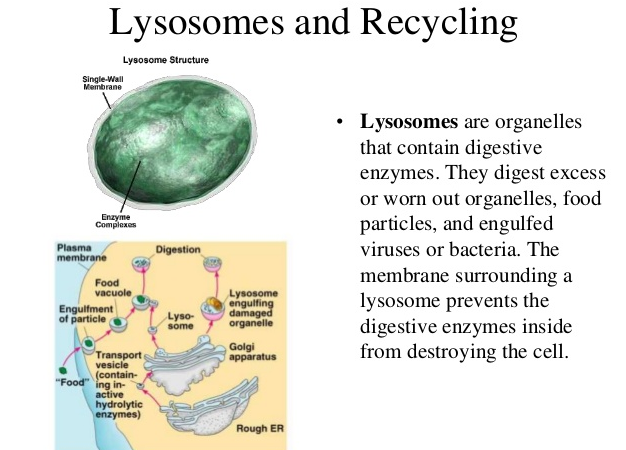 Lysosomes and Recycling
Lysosome Structure
Single-Wall
Membrane
Enzyme
Complexes
Plasma
membrane
Digestion
Food
vacuole
Engulfment
of particle
Lyso-
some
Lysosome
engulfing
damaged
organelle
Golgi
apparatus
"Food"
Transport
vesicle
(contain-
ing in-
active
hydrolytic
enzymes)
Rough ER
• Lysosomes are organelles
that contain digestive
enzymes. They digest excess
or worn out organelles, food
particles, and engulfed
viruses or bacteria. The
membrane surrounding a
lysosome prevents the
digestive enzymes inside
from destroying the cell.